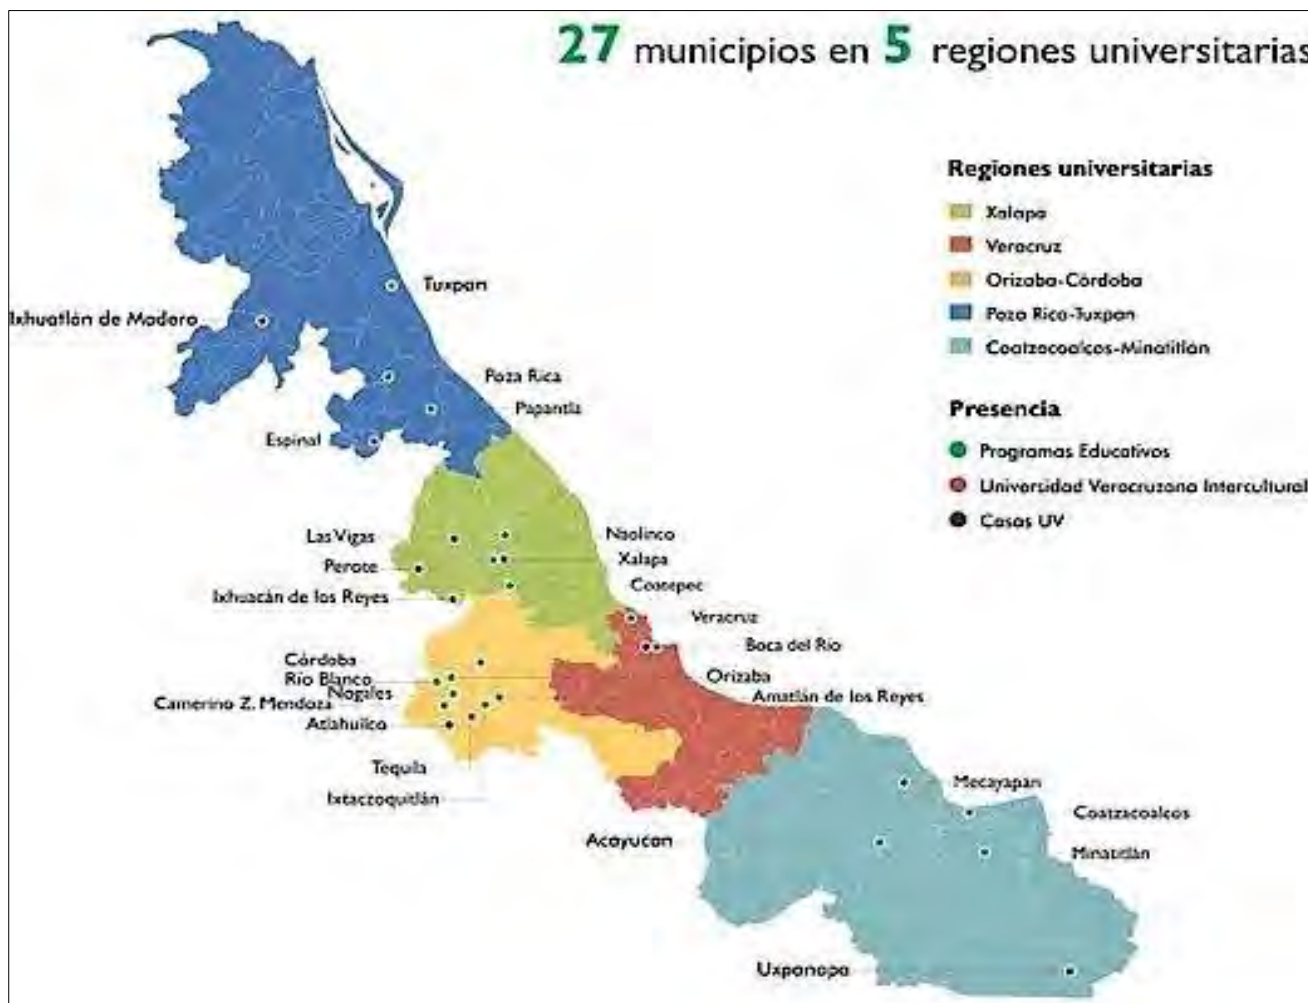 27 municipios en 5 regiones universitarias
Regiones universitarias
Xalapa
Veracruz
Orizaba-Córdoba
Poza Rica-Tuxpan
Coatzacoalcos-Minatitlán
Presencia
Programas Educativos
Universidad Veracruzana Intercultural
Casas UV
Tuxpan
Ixhuatlán de Madero
Poza Rica
Papantla
Espinal
Las Vigas
Naolinco
Perote
Xalapa
Coatepec
Ixhuacán de los Reyes
Veracruz
Boca del Río
Córdoba
Río Blanco
Orizaba
Nogales
Amatlán de los Reyes
Camerino Z. Mendoza
Atlahuilco
Tequila
Ixtaczoquitlán
Mecayapan
Coatzacoalcos
Acayucan
Minatitlán
Uxpanapa